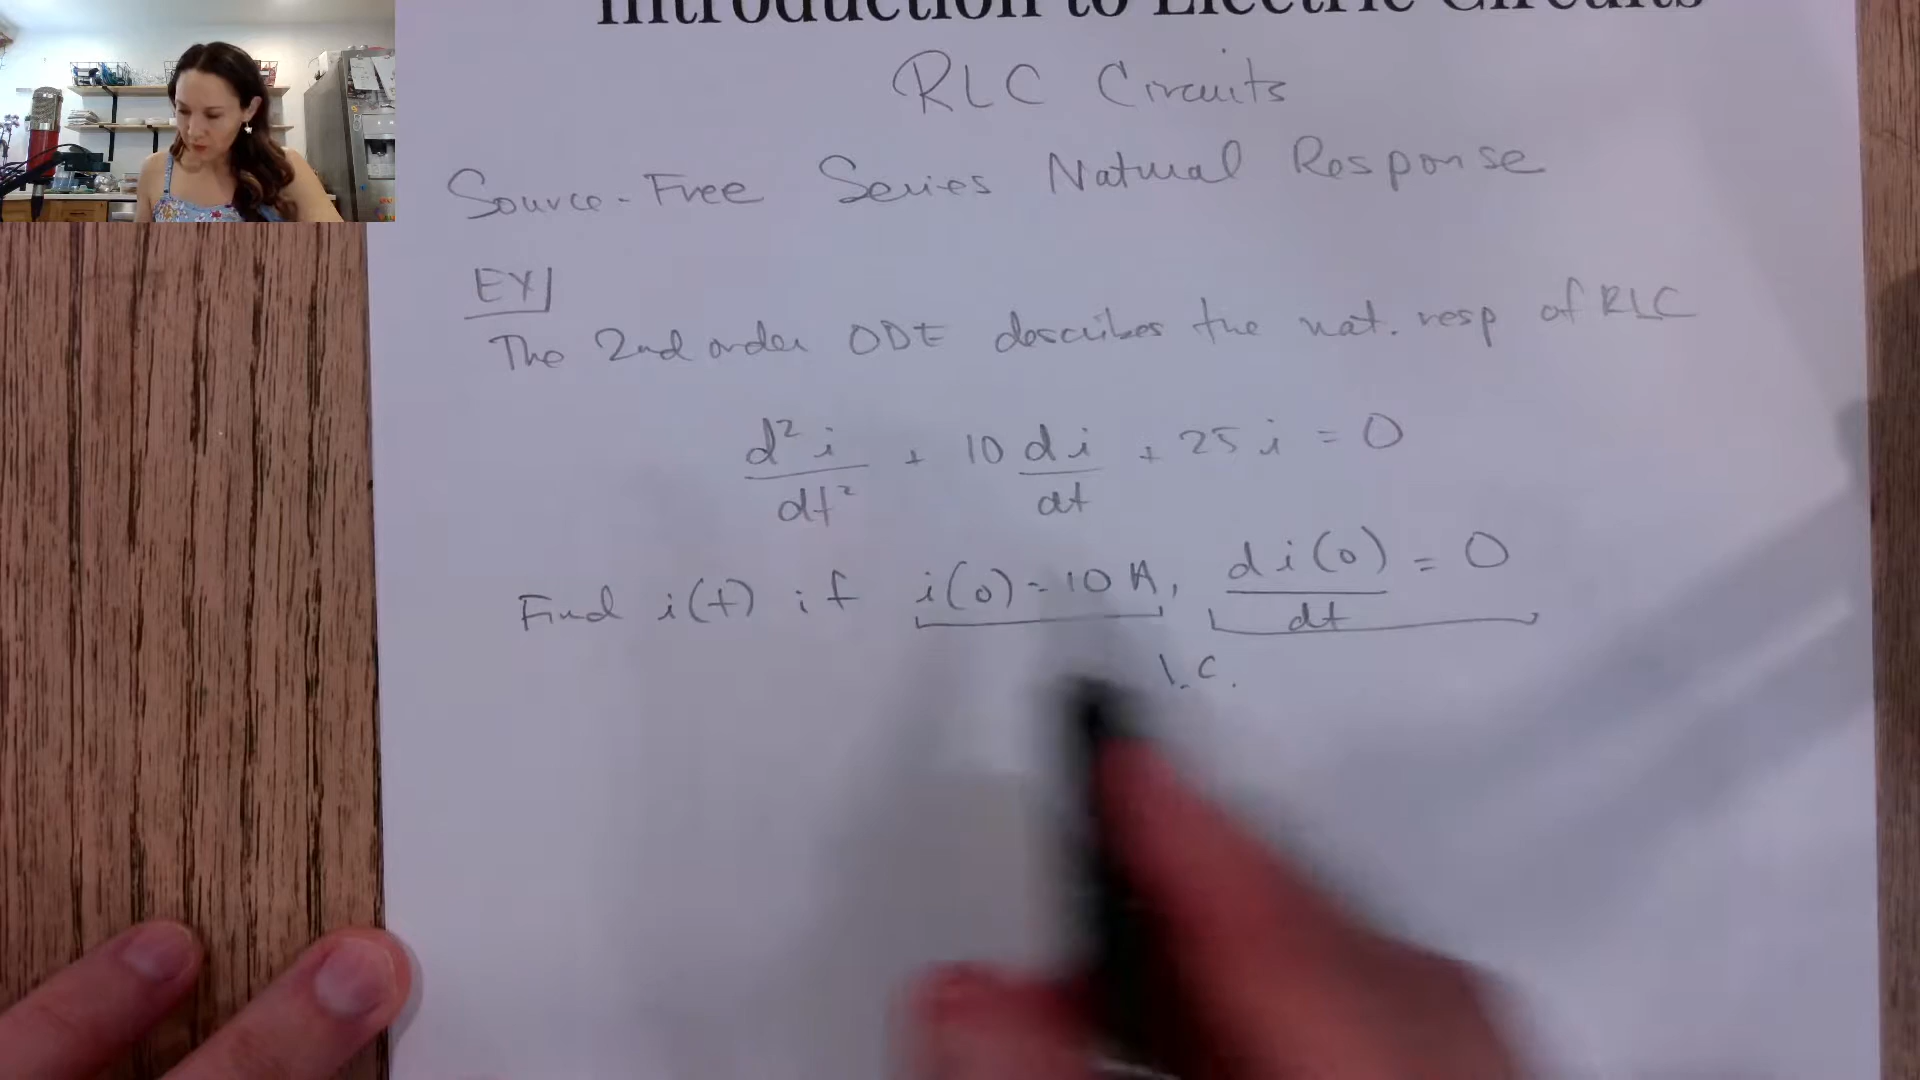 Introduction to Electric Circuits
RLC Circuits
Source-Free Series Natural Response
EX
The 2nd order ODE describes the nat. resp of RLC
d²i/dt² + 10 di/dt + 25 i = 0
Find i(t) if i(0) = 10 A, di(0)/dt = 0
I.C.